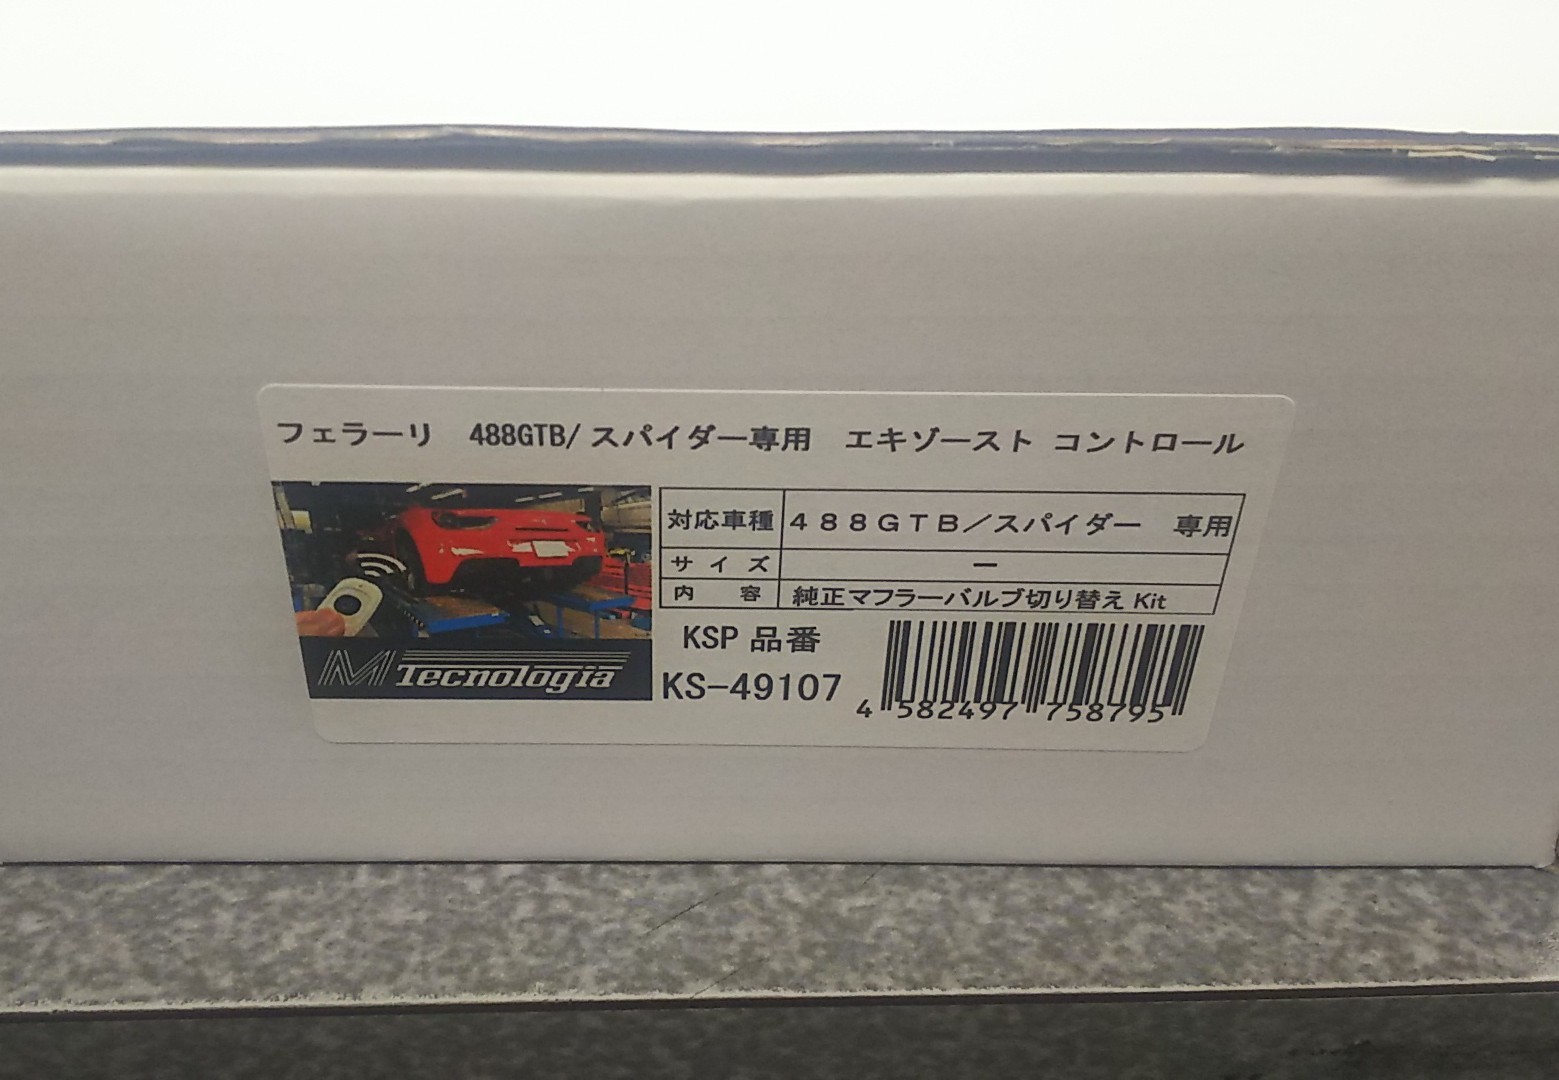 フェラーリ 488GTB/スパイダー専用 エキゾースト コントロール
対応車種 488GTB/スパイダー 専用
サイズ ー
内 容 純正マフラーバルブ切り替え Kit
M Tecnologia
KSP 品番
KS-49107
4 582497 758795